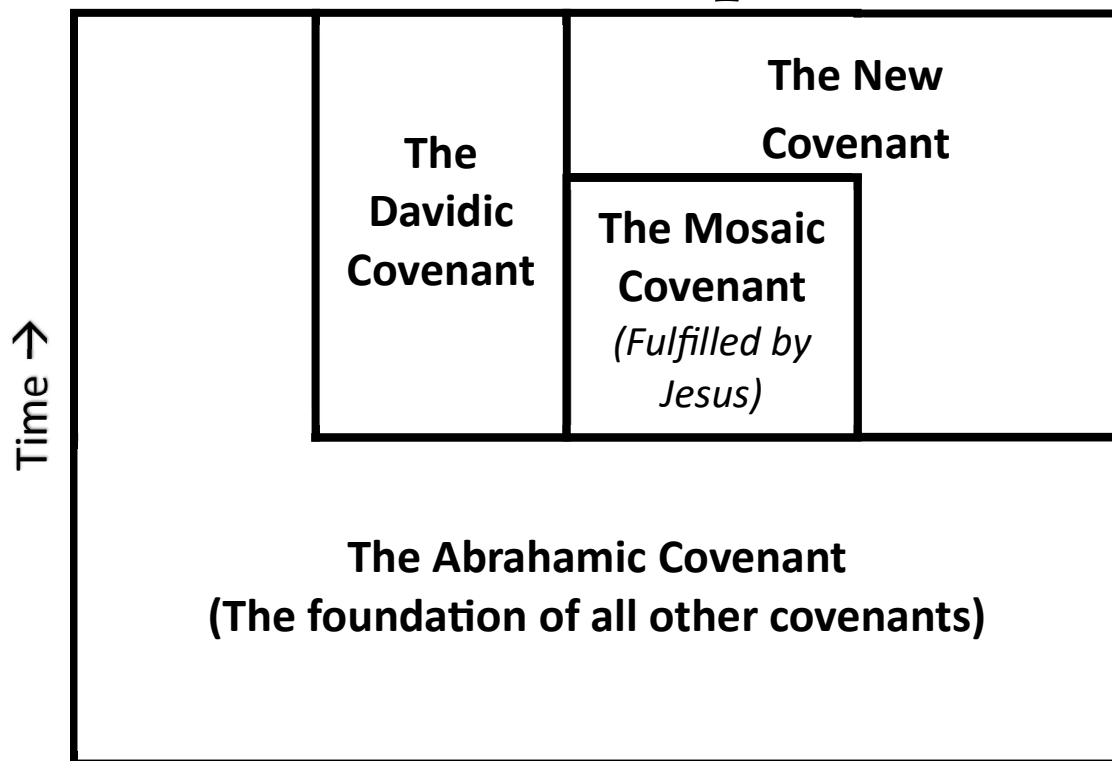 The New
Covenant
The
Davidic
Covenant
The Mosaic
Covenant
(Fulfilled by
Jesus)
Time →
The Abrahamic Covenant
(The foundation of all other covenants)